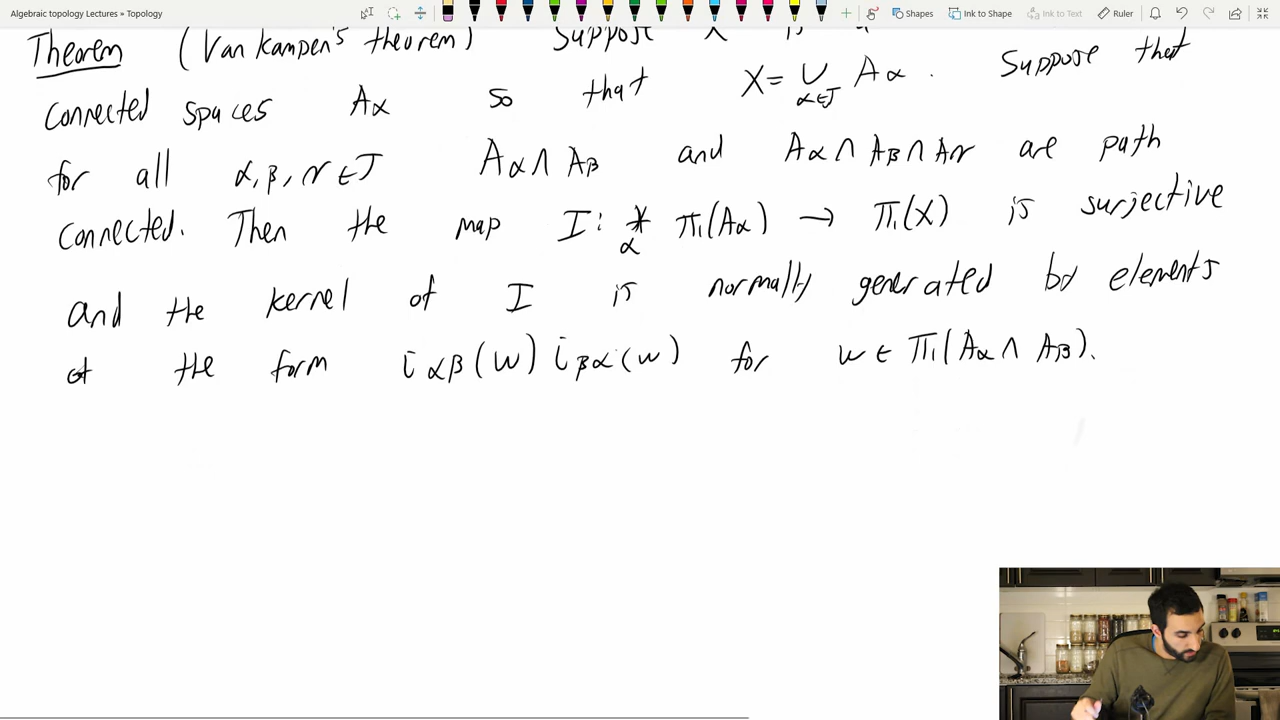 Algebraic topology Lectures – Topology
Shapes Ink to Shape Ink to Text Ruler
Theorem (Van Kampen's theorem) Suppose X is
connected spaces Aα so that X = ∪ α∈J Aα. Suppose that
for all α, β, γ ∈ J Aα ∩ Aβ and Aα ∩ Aβ ∩ Aγ are path
connected. Then the map I: * α π₁(Aα) → π₁(X) is surjective
and the kernel of I is normally generated by elements
of the form i αβ (w) i βα (w) for w ∈ π₁(Aα ∩ Aβ).